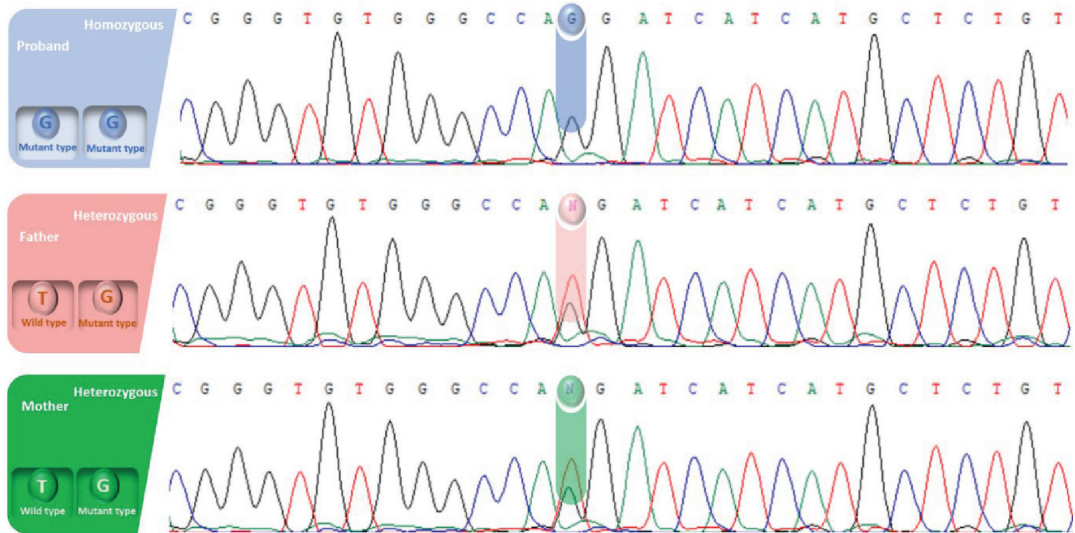 C G G G T G T G G G C C A G G A T C A T C A T G C T C T G T
Homozygous
Proband
G G
Mutant type Mutant type
C G G G T G T G G G C C A N G A T C A T C A T G C T C T G T
Heterozygous
Father
T G
Wild type Mutant type
C G G G T G T G G G C C A N G A T C A T C A T G C T C T G T
Heterozygous
Mother
T G
Wild type Mutant type